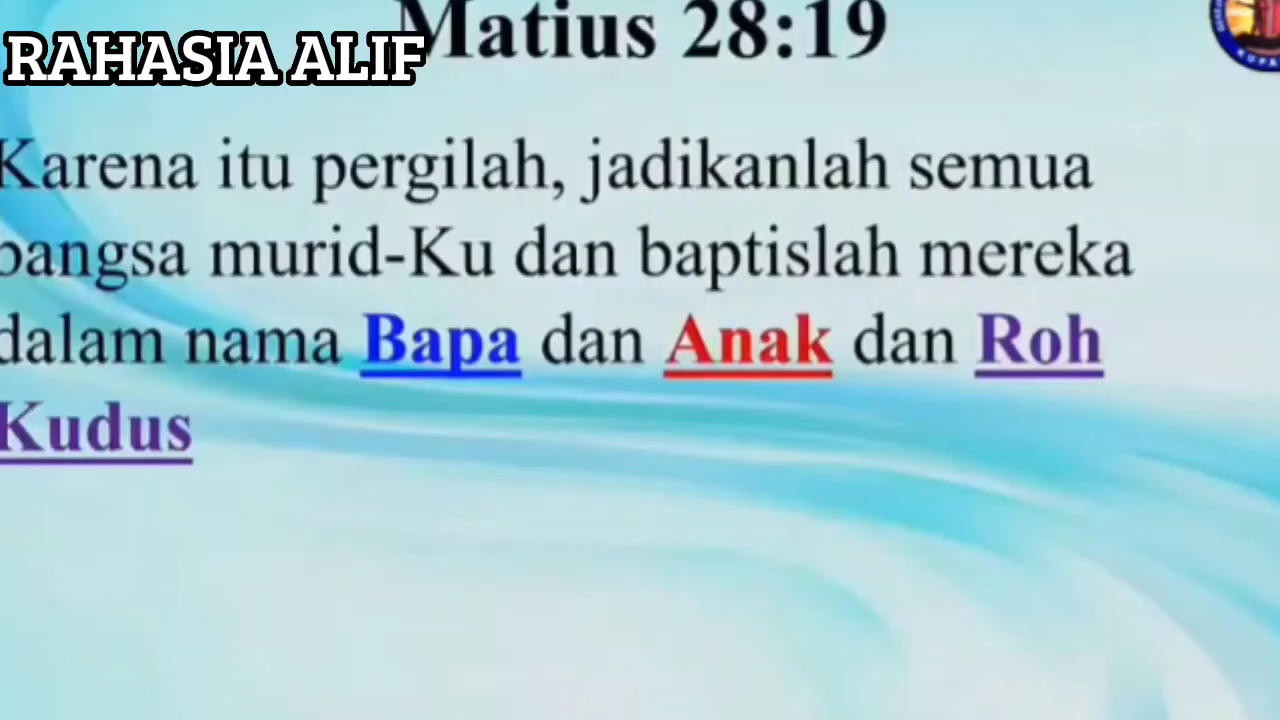 Matius 28:19
RAHASIA ALIF
Karena itu pergilah, jadikanlah semua
bangsa murid-Ku dan baptislah mereka
dalam nama Bapa dan Anak dan Roh
Kudus